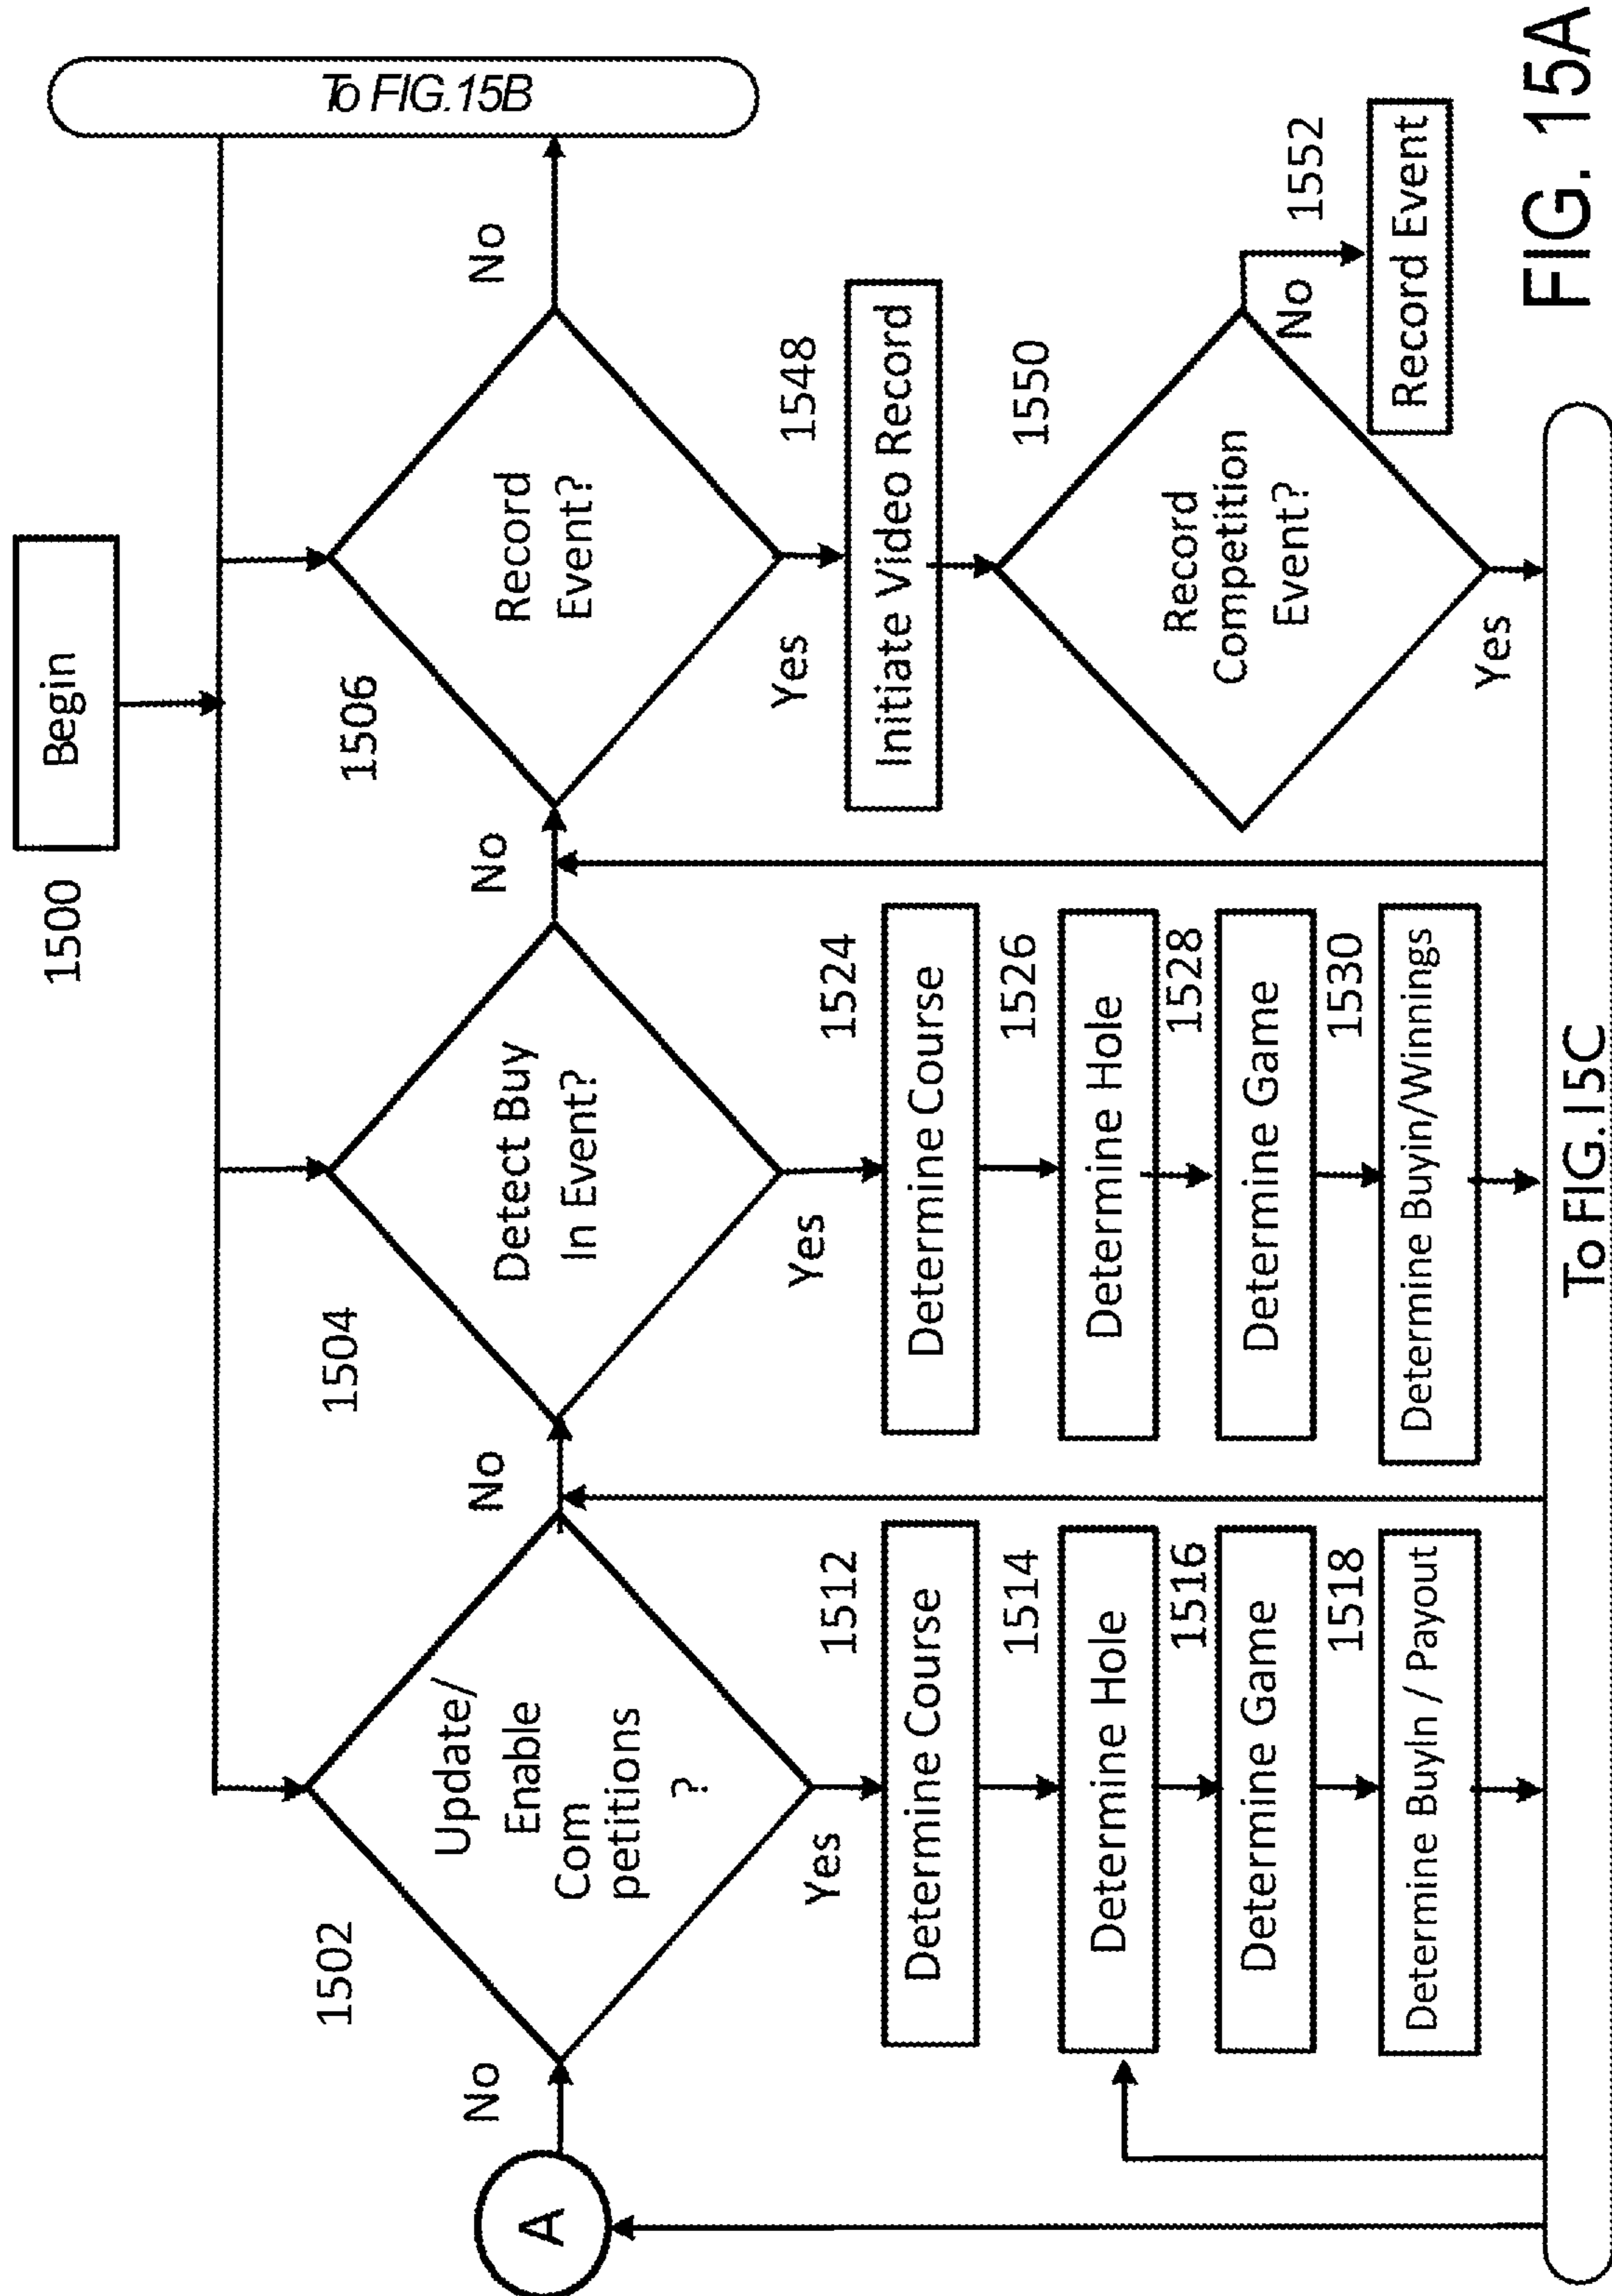 1500
Begin
To FIG.15B
1502
Update/
Enable
Com
petitions
?
No
No
A
Yes
1512
Determine Course
1514
Determine Hole
1516
Determine Game
1518
Determine BuyIn / Payout
1504
Detect Buy
In Event?
No
Yes
1524
Determine Course
1526
Determine Hole
1528
Determine Game
1530
Determine Buyin/Winnings
1506
Record
Event?
No
Yes
1548
Initiate Video Record
1550
Record
Competition
Event?
No
Yes
1552
Record Event
To FIG.15C
FIG. 15A